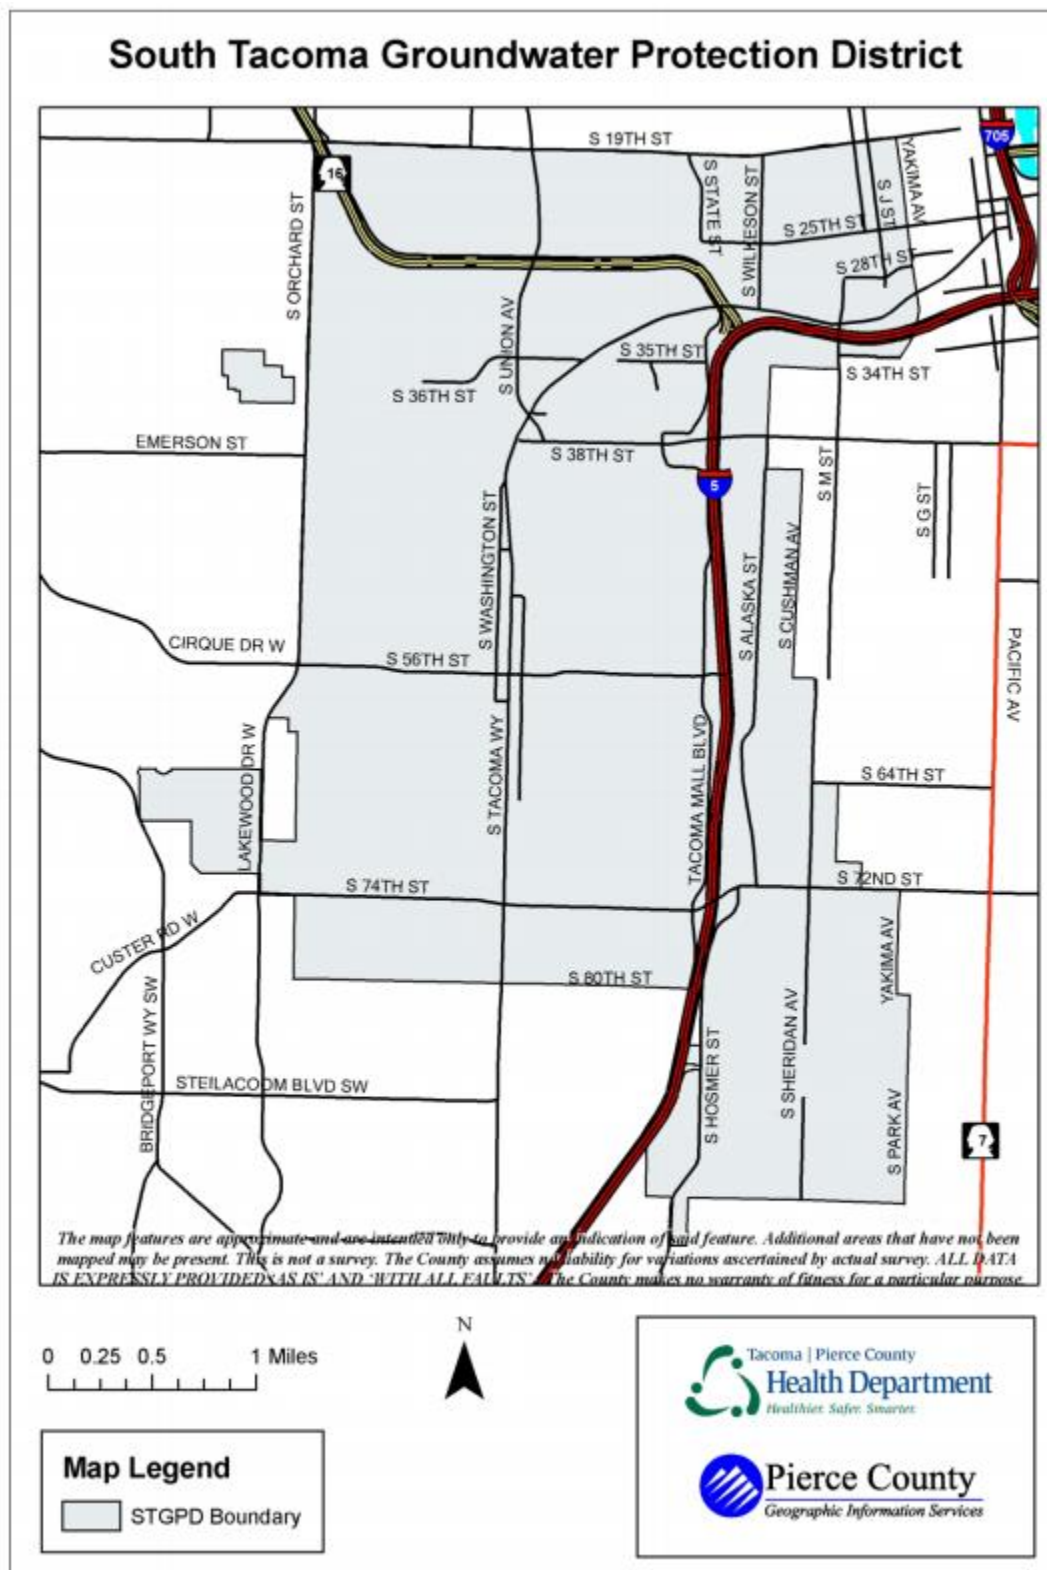 South Tacoma Groundwater Protection District
705
S 19TH ST
16
YAKIMA AV
S STATE ST
S WILKESON ST
S J ST
S ORCHARD ST
S 25TH ST
S 28TH ST
S UNION AV
S 35TH ST
S 34TH ST
S 36TH ST
EMERSON ST
S 38TH ST
S M ST
5
S G ST
S WASHINGTON ST
S CUSHMAN AV
S ALASKA ST
CIRQUE DR W
S 56TH ST
PACIFIC AV
LAKEWOOD DR W
S TACOMA WY
TACOMA MALL BLVD
S 64TH ST
S 74TH ST
S 72ND ST
CUSTER RD W
YAKIMA AV
S 80TH ST
BRIDGEPORT WY SW
S SHERIDAN AV
S HOSMER ST
STEILACOOM BLVD SW
S PARK AV
7
The map features are approximate and are intended only to provide an indication of said feature. Additional areas that have not been
mapped may be present. This is not a survey. The County assumes no liability for variations ascertained by actual survey. ALL DATA
IS EXPRESSLY PROVIDED 'AS IS' AND 'WITH ALL FAULTS'. The County makes no warranty of fitness for a particular purpose.
N
0 0.25 0.5 1 Miles
Tacoma | Pierce County
Health Department
Healthier. Safer. Smarter.
Map Legend
STGPD Boundary
Pierce County
Geographic Information Services